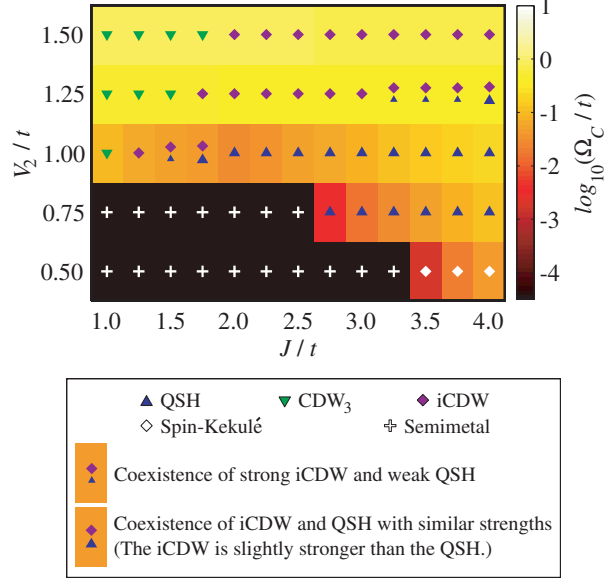 1.50
1.25
1.00
0.75
0.50
V₂ / t
1.0 1.5 2.0 2.5 3.0 3.5 4.0
J / t
1
0
-1
-2
-3
-4
log₁₀(Ω_C / t)
QSH CDW₃ iCDW
Spin-Kekulé Semimetal
Coexistence of strong iCDW and weak QSH
Coexistence of iCDW and QSH with similar strengths
(The iCDW is slightly stronger than the QSH.)